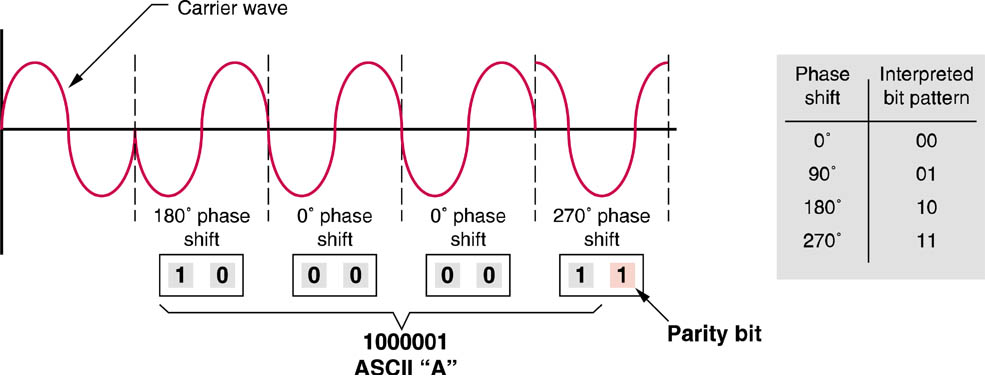 Carrier wave
180° phase shift
0° phase shift
0° phase shift
270° phase shift
1 0
0 0
0 0
1 1
Parity bit
1000001
ASCII “A”
Phase shift
Interpreted bit pattern
0° 00
90° 01
180° 10
270° 11